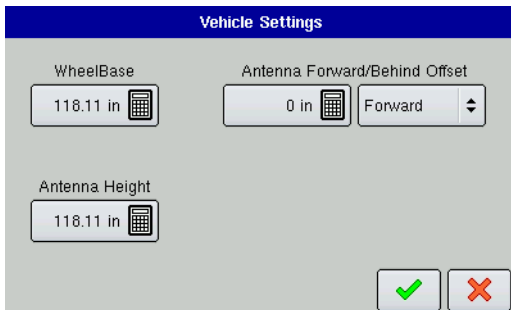 Vehicle Settings
WheelBase
118.11 in
Antenna Forward/Behind Offset
0 in
Forward
Antenna Height
118.11 in